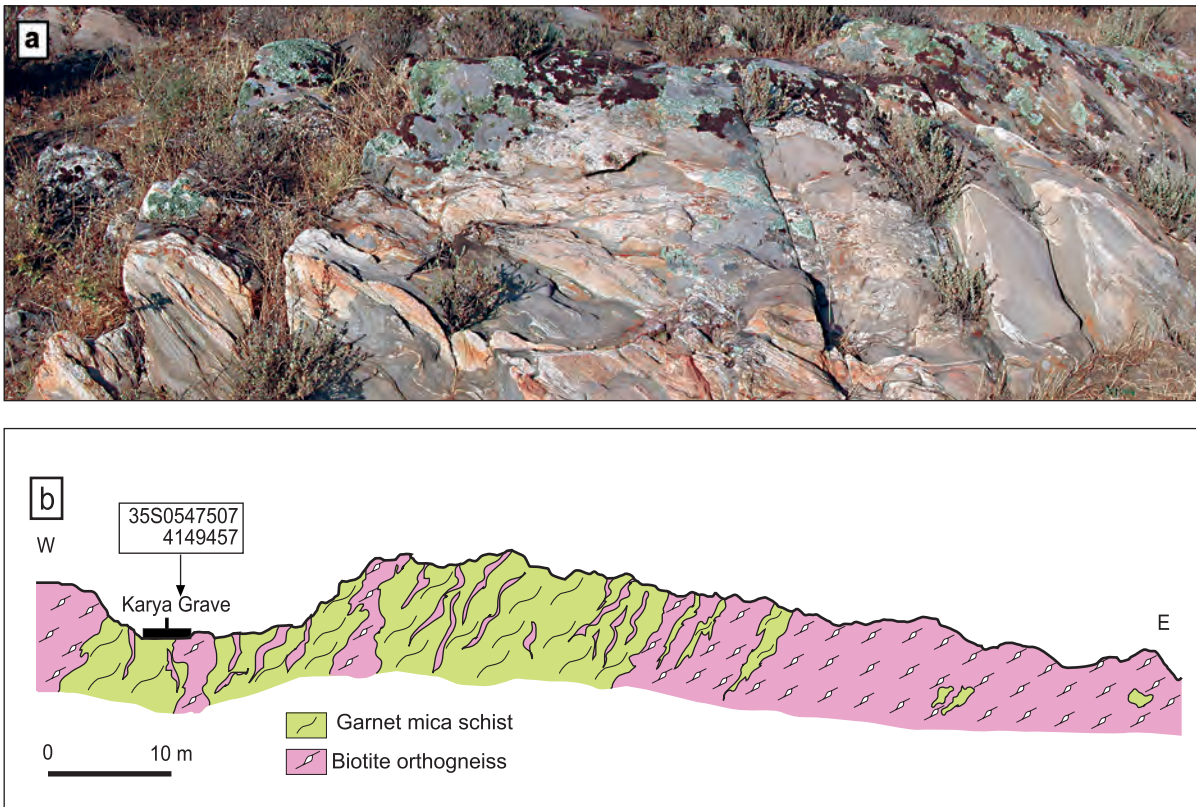 a
b
35S0547507
4149457
W
Karya Grave
E
Garnet mica schist
0 10 m
Biotite orthogneiss